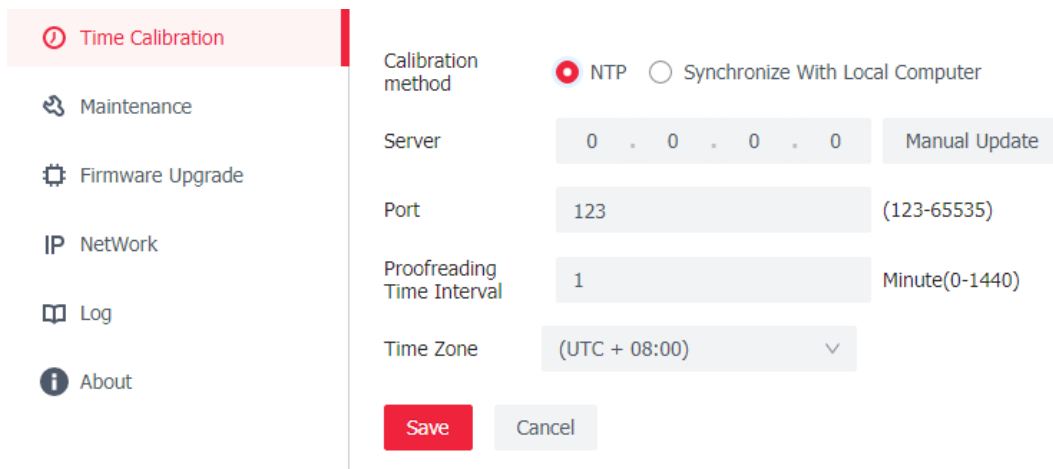 Time Calibration
Maintenance
Firmware Upgrade
IP NetWork
Log
About
Calibration
method
NTP Synchronize With Local Computer
Server 0 . 0 . 0 . 0 Manual Update
Port 123 (123-65535)
Proofreading
Time Interval
1 Minute(0-1440)
Time Zone (UTC + 08:00)
Save Cancel